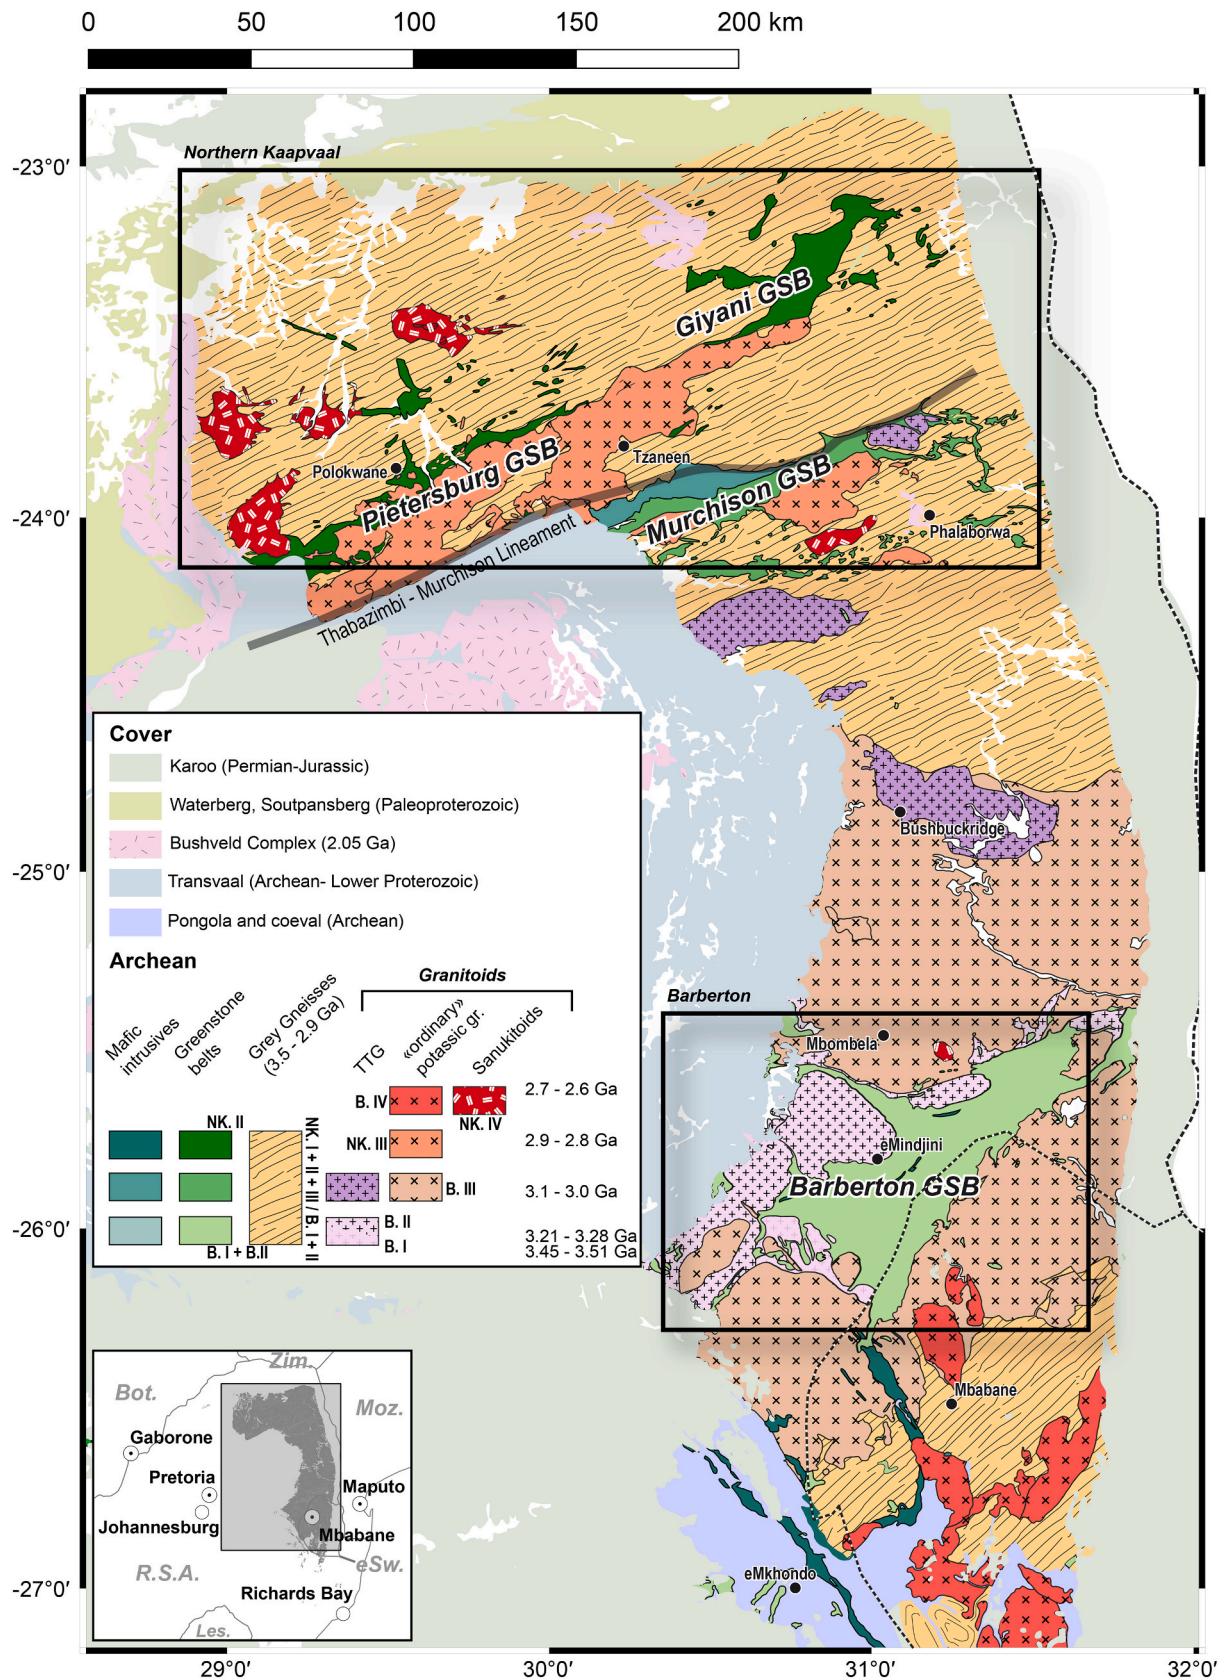 0 50 100 150 200 km
Northern Kaapvaal
-23°0′
Giyani GSB
Polokwane
Tzaneen
Pietersburg GSB
Murchison GSB
-24°0′
Phalaborwa
Thabazimbi - Murchison Lineament
Cover
Karoo (Permian-Jurassic)
Waterberg, Soutpansberg (Paleoproterozoic)
Bushveld Complex (2.05 Ga)
Transvaal (Archean- Lower Proterozoic)
Pongola and coeval (Archean)
Bushbuckridge
-25°0′
Archean
Granitoids
Mafic
intrusives
Greenstone
belts
Grey Gneisses
(3.5 - 2.9 Ga)
TTG
«ordinary»
potassic gr.
Sanukitoids
B. IV
NK. IV
2.7 - 2.6 Ga
NK. II
NK. III
2.9 - 2.8 Ga
B. III
3.1 - 3.0 Ga
B. II
B. I
3.21 - 3.28 Ga
3.45 - 3.51 Ga
B. I + B.II
NK. I + II + III / B. I + II
Barberton
Mbombela
eMindjini
Barberton GSB
-26°0′
Mbabane
eMkhondo
-27°0′
Zim.
Bot.
Moz.
Gaborone
Pretoria
Maputo
Johannesburg
Mbabane
R.S.A.
eSw.
Richards Bay
Les.
29°0′ 30°0′ 31°0′ 32°0′